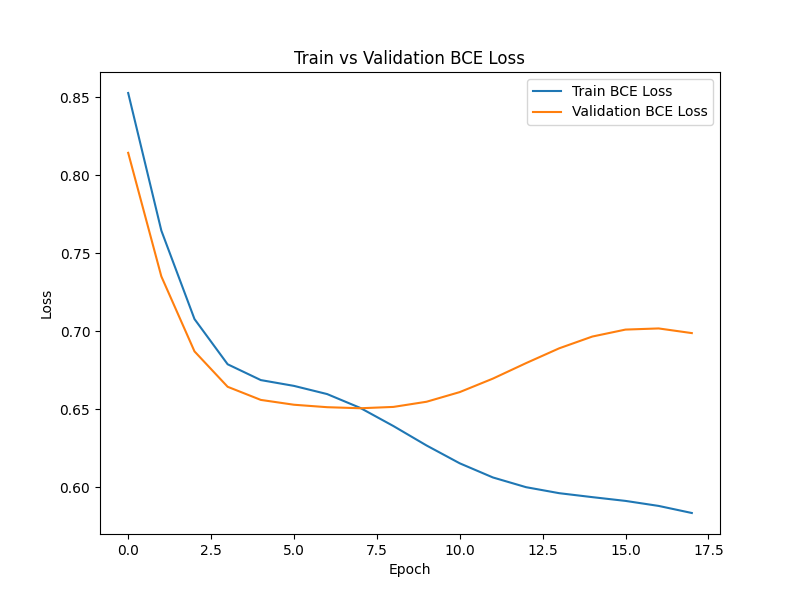 Train vs Validation BCE Loss
Train BCE Loss
Validation BCE Loss
0.85
0.80
0.75
0.70
0.65
0.60
Loss
0.0 2.5 5.0 7.5 10.0 12.5 15.0 17.5
Epoch